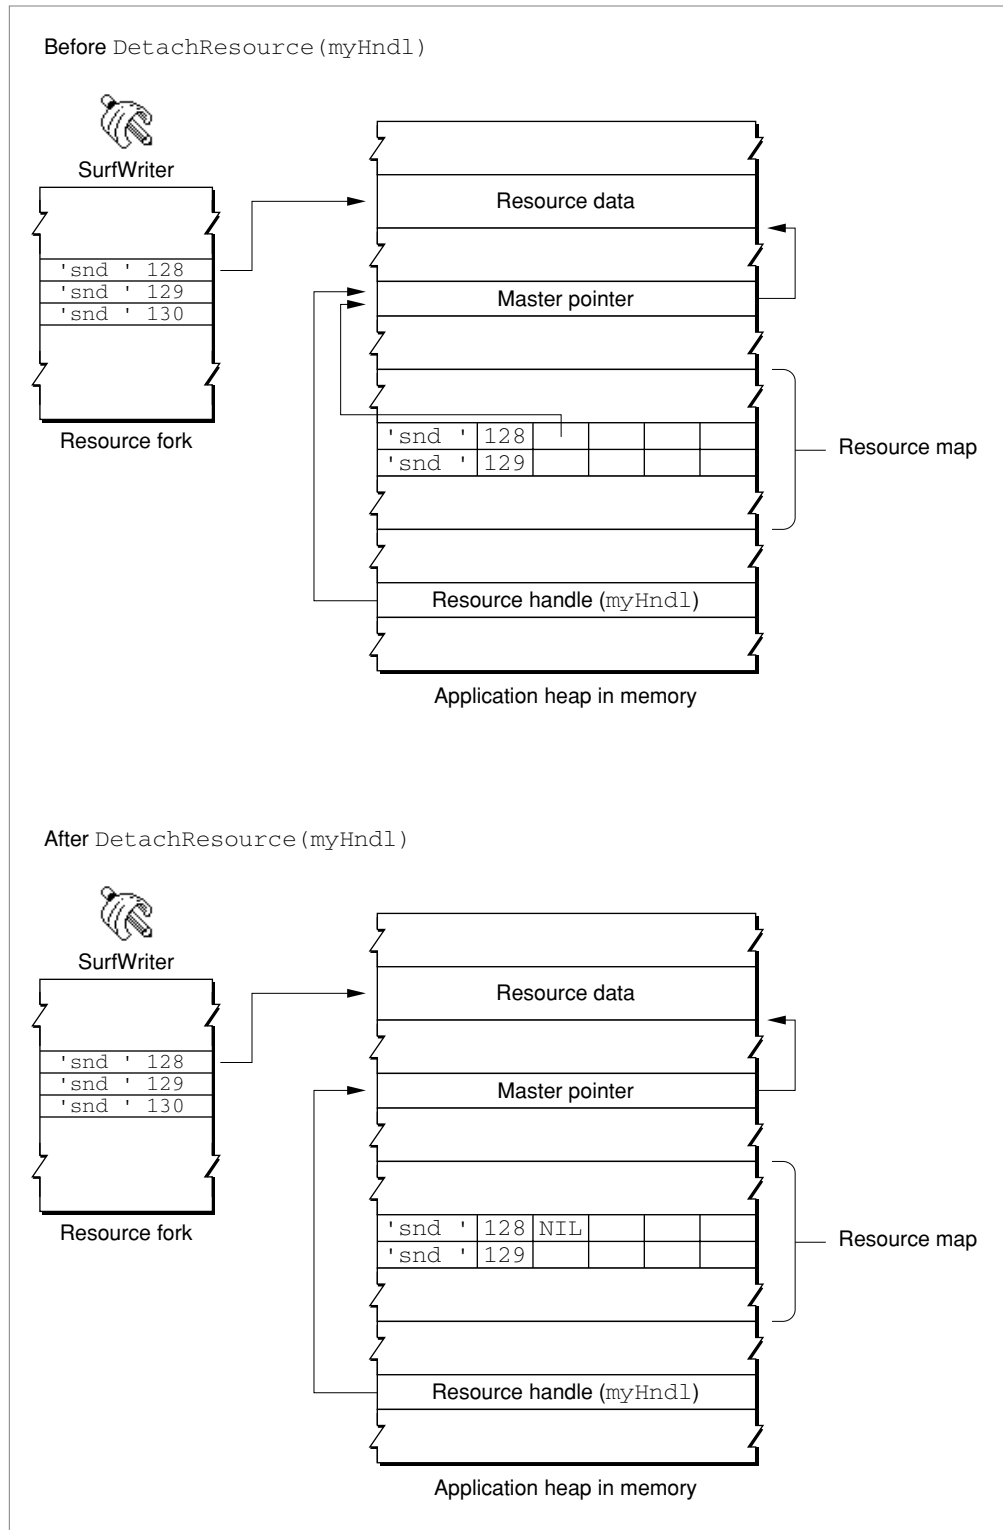 Before DetachResource(myHndl)
SurfWriter
Resource data
'snd ' 128
'snd ' 129
'snd ' 130
Master pointer
Resource fork
'snd ' 128
'snd ' 129
Resource map
Resource handle (myHndl)
Application heap in memory
After DetachResource(myHndl)
SurfWriter
Resource data
'snd ' 128
'snd ' 129
'snd ' 130
Master pointer
Resource fork
'snd ' 128 NIL
'snd ' 129
Resource map
Resource handle (myHndl)
Application heap in memory